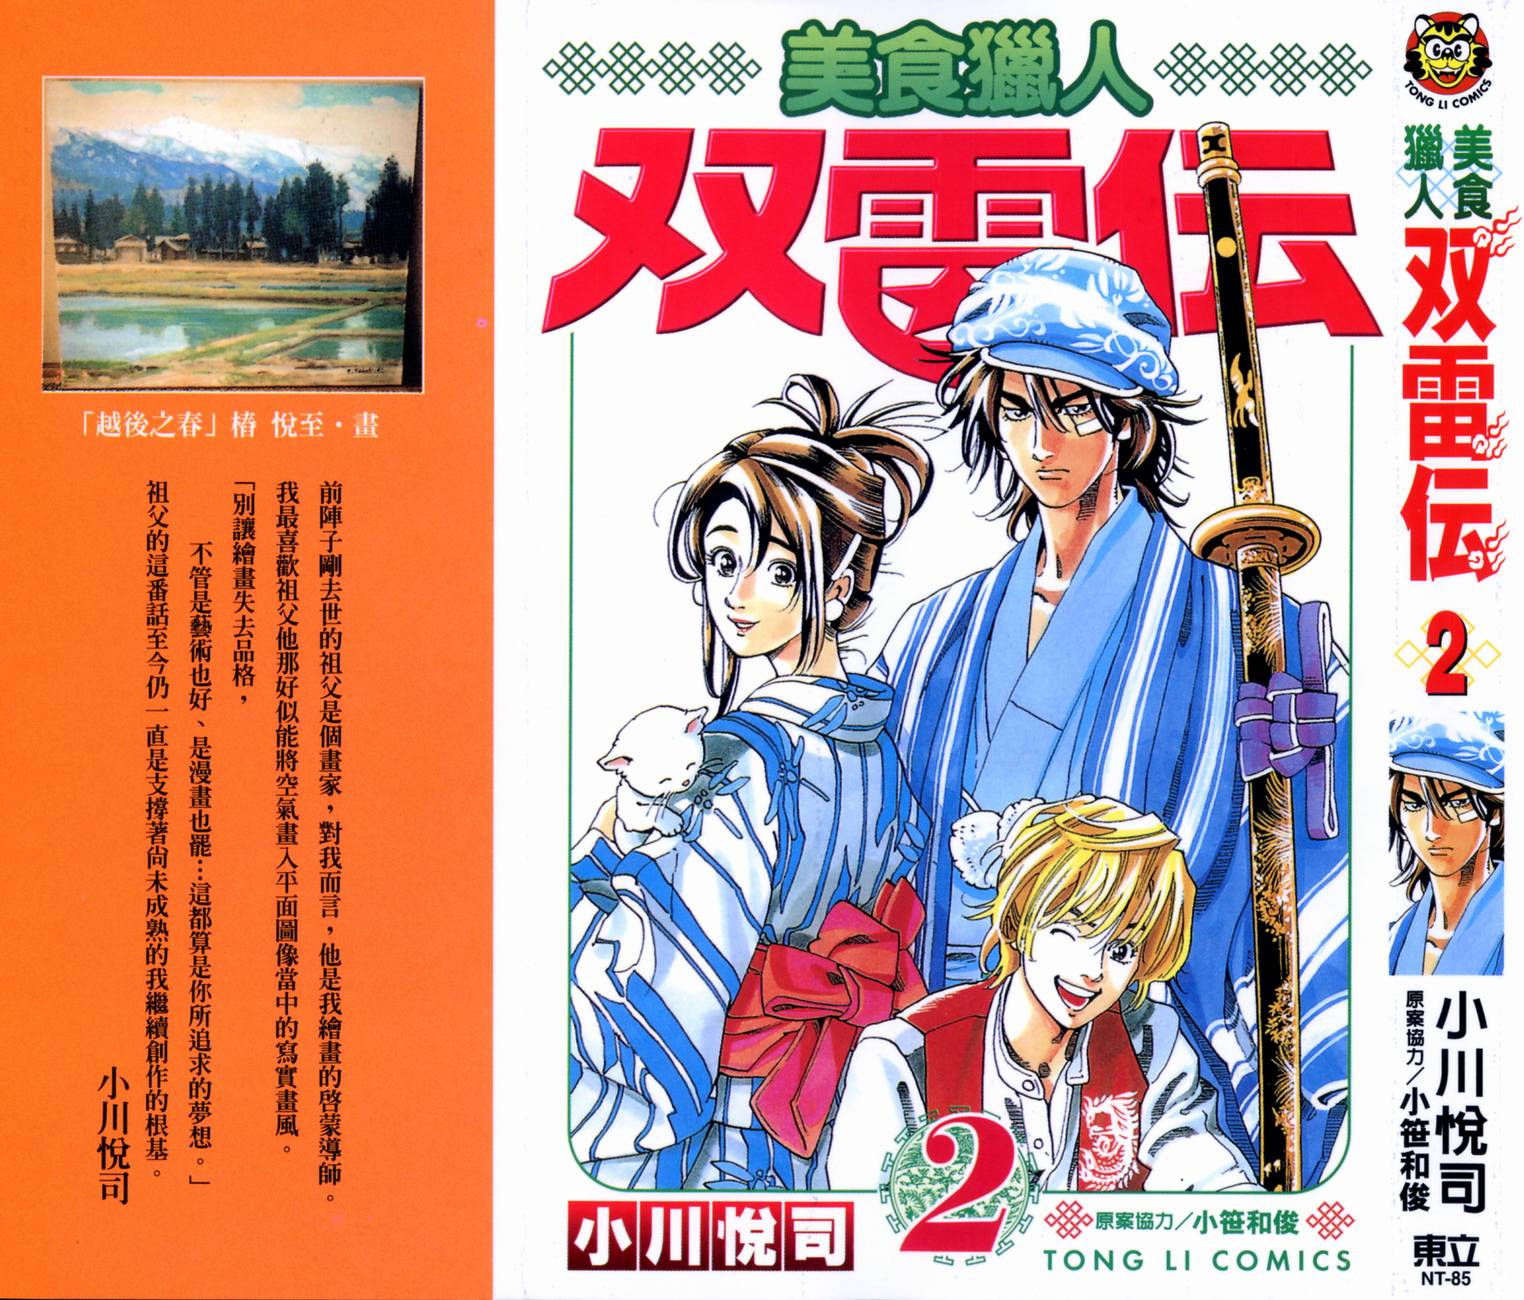 「越後之春」椿 悅至・畫
前陣子剛去世的祖父是個畫家，對我而言，他是我繪畫的啓蒙導師。
我最喜歡祖父他那好似能將空氣畫入平面圖像當中的寫實畫風。
「別讓繪畫失去品格，
不管是藝術也好、是漫畫也罷…這都算是你所追求的夢想。」
祖父的這番話至今仍一直是支撐著尚未成熟的我繼續創作的根基。
小川悅司
美食獵人
双雷伝
2
小川悅司
原案協力／小笹和俊
TONG LI COMICS
TONG LI COMICS
美食
獵人
双雷伝
2
小川悅司
原案協力／小笹和俊
東立
NT-85